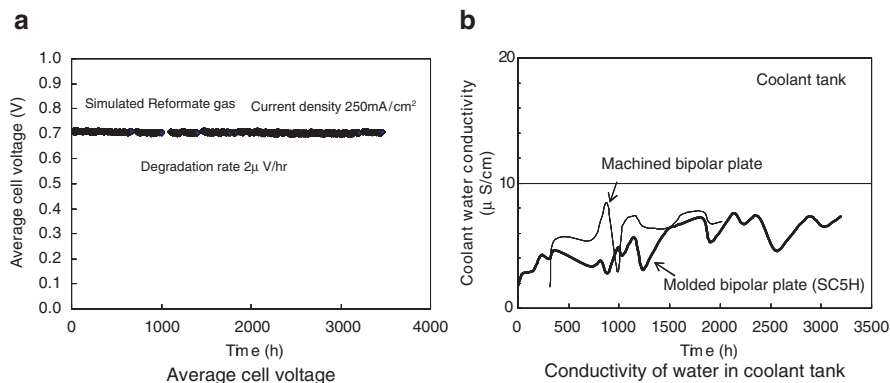 a
1.0
0.9
0.8
0.7
0.6
0.5
0.4
0.3
0.2
0.1
0.0
Average cell voltage (V)
Simulated Reformate gas
Current density 250mA/cm²
Degradation rate 2μ V/hr
0
1000
2000
3000
4000
Time (h)
Average cell voltage
b
20
10
0
Coolant water conductivity
(μ S/cm)
Coolant tank
Machined bipolar plate
Molded bipolar plate (SC5H)
0
500
1000
1500
2000
2500
3000
3500
Time (h)
Conductivity of water in coolant tank